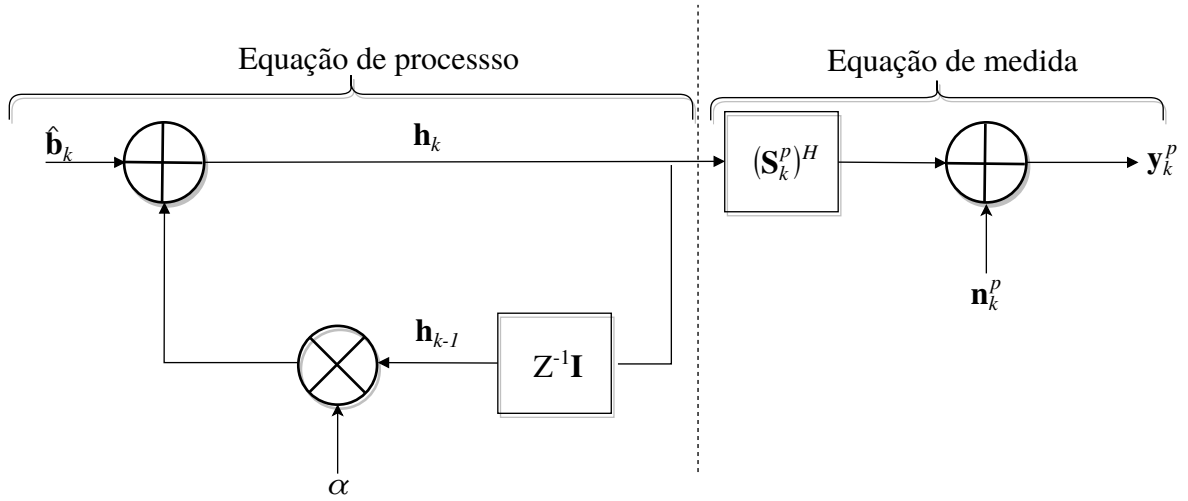 Equação de processso
Equação de medida
b̂ₖ
hₖ
(Sₖᵖ)ᴴ
yₖᵖ
nₖᵖ
hₖ₋₁
Z⁻¹I
α